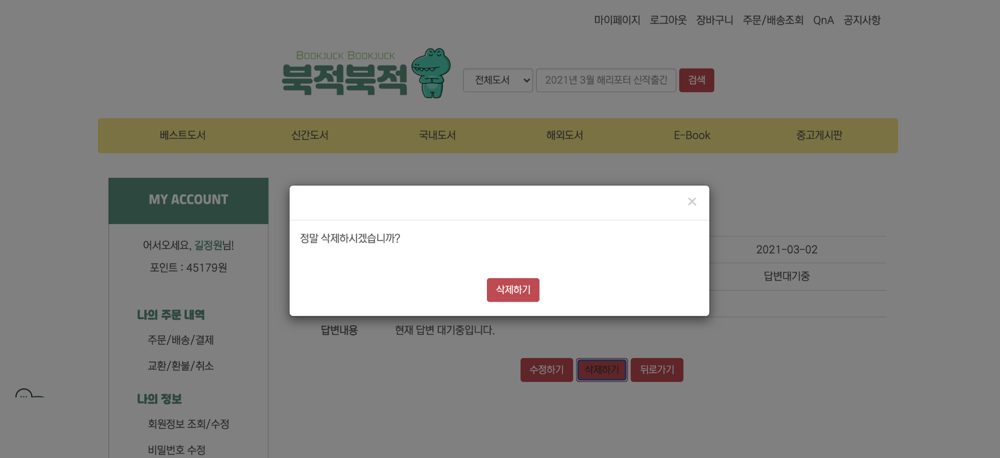 마이페이지 로그아웃 장바구니 주문/배송조회 QnA 공지사항
BOOKJUCK BOOKJUCK
북적북적
전체도서 2021년 3월 해리포터 신작출간 검색
베스트도서 신간도서 국내도서 해외도서 E-Book 중고게시판
MY ACCOUNT
어서오세요, 길정원님!
포인트 : 45179원
나의 주문 내역
주문/배송/결제
교환/환불/취소
나의 정보
회원정보 조회/수정
비밀번호 수정
×
정말 삭제하시겠습니까?
삭제하기
2021-03-02
답변대기중
답변내용 현재 답변 대기중입니다.
수정하기 삭제하기 뒤로가기